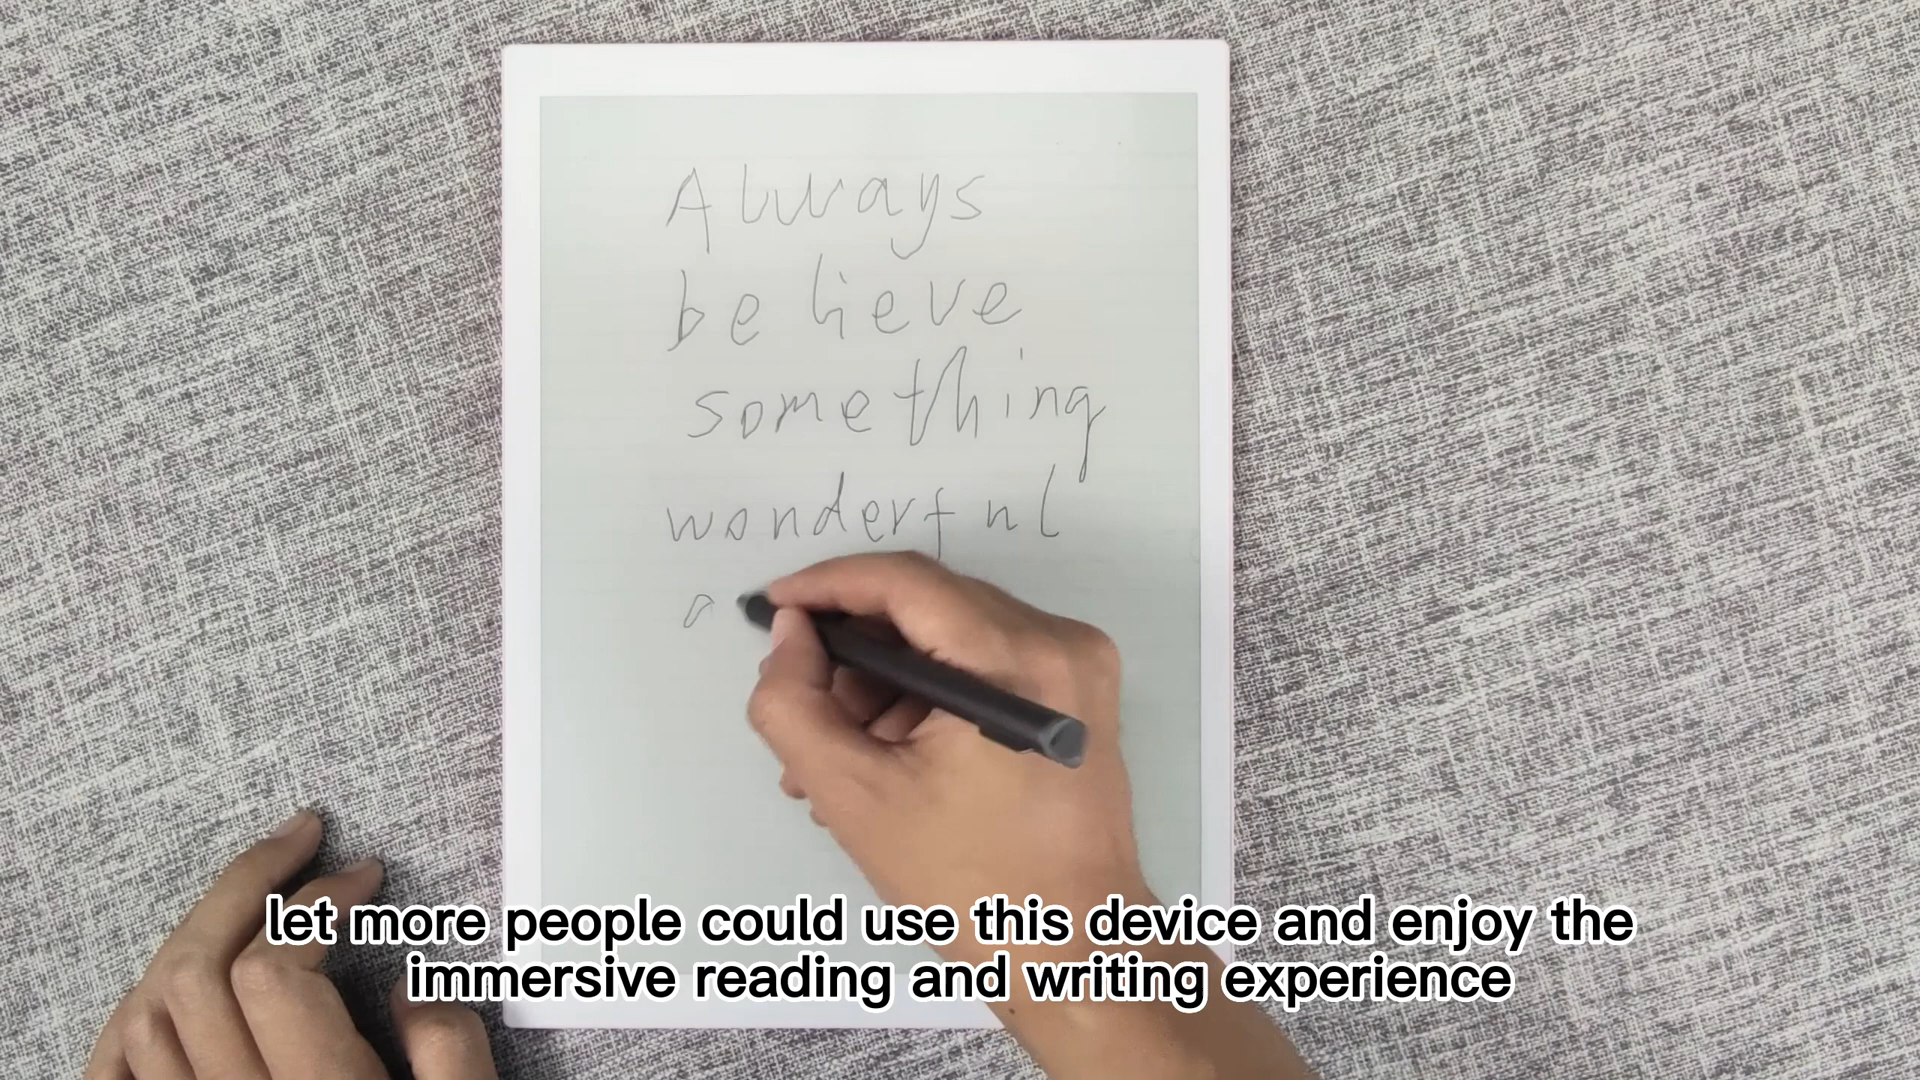 Always
believe
something
wonderful
a
let more people could use this device and enjoy the
immersive reading and writing experience